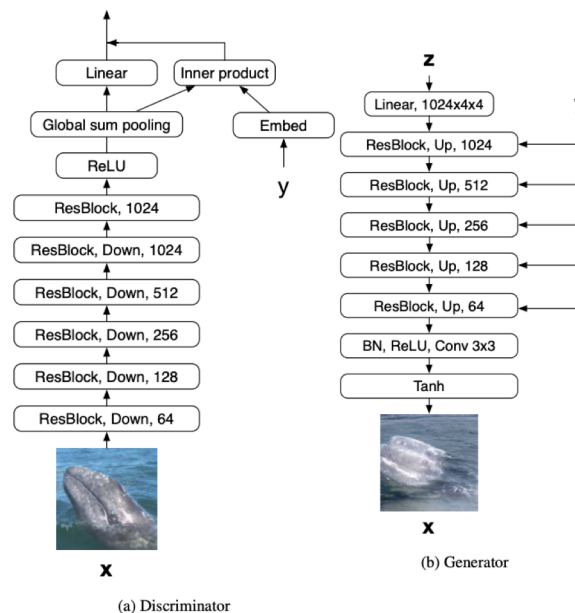 Linear
Inner product
Global sum pooling
Embed
ReLU
y
ResBlock, 1024
ResBlock, Down, 1024
ResBlock, Down, 512
ResBlock, Down, 256
ResBlock, Down, 128
ResBlock, Down, 64
x
(a) Discriminator
z
Linear, 1024x4x4
ResBlock, Up, 1024
ResBlock, Up, 512
ResBlock, Up, 256
ResBlock, Up, 128
ResBlock, Up, 64
BN, ReLU, Conv 3x3
Tanh
x
(b) Generator